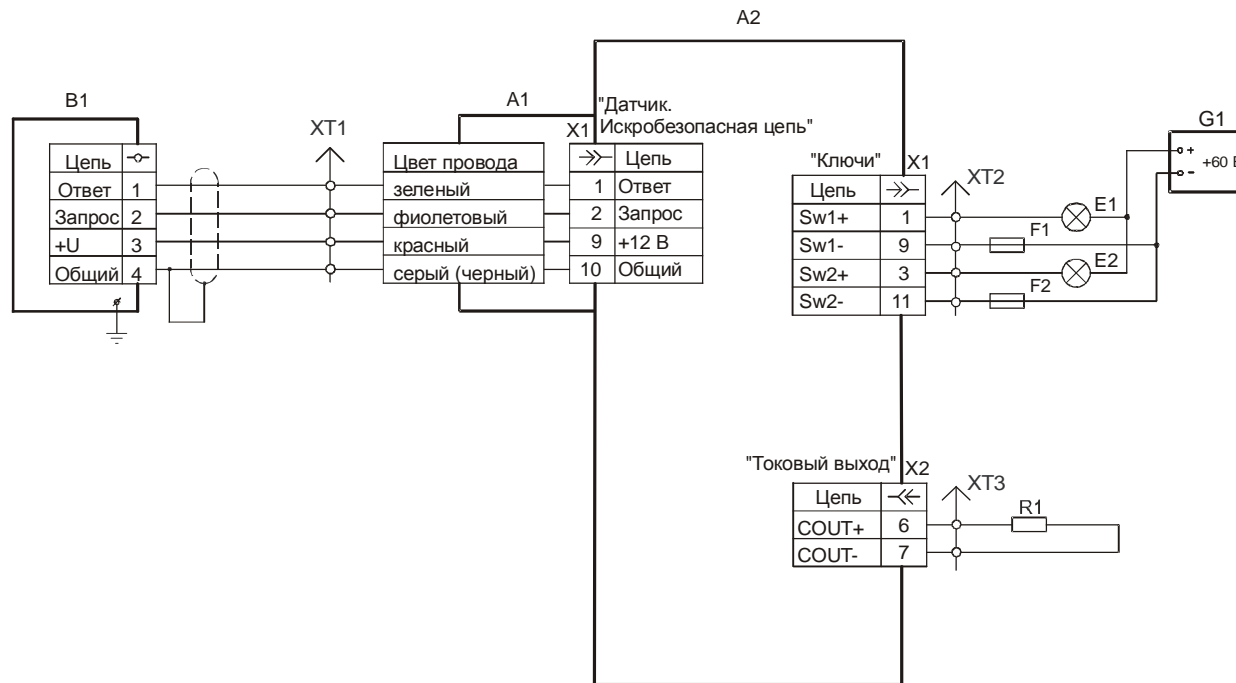 A2
B1
A1
"Датчик.
Искробезопасная цепь"
X1
XT1
G1
+
+60 В
-
Цепь
Ответ 1
Запрос 2
+U 3
Общий 4
Цвет провода
зеленый
фиолетовый
красный
серый (черный)
Цепь
1 Ответ
2 Запрос
9 +12 В
10 Общий
"Ключи" X1
XT2
Цепь
Sw1+ 1
Sw1- 9
Sw2+ 3
Sw2- 11
E1
F1
E2
F2
"Токовый выход" X2
XT3
Цепь
COUT+ 6
COUT- 7
R1